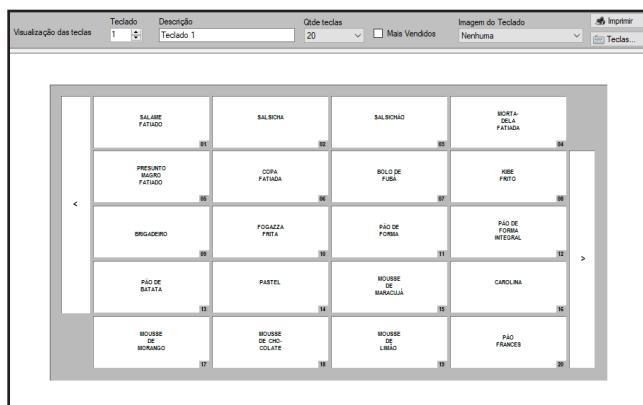 Visualização das teclas
Teclado
1
Descrição
Teclado 1
Qtde teclas
20
Mais Vendidos
Imagem do Teclado
Nenhuma
Imprimir
Teclas...
<
SALAME
FATIADO
01
SALSICHA
02
SALSICHÃO
03
MORTA-
DELA
FATIADA
04
PRESUNTO
MAGRO
FATIADO
05
COPA
FATIADA
06
BOLO DE
FUBÁ
07
KIBE
FRITO
08
BRIGADEIRO
09
FOGAZZA
FRITA
10
PÃO DE
FORMA
11
PÃO DE
FORMA
INTEGRAL
12
>
PÃO DE
BATATA
13
PASTEL
14
MOUSSE
DE
MARACUJÁ
15
CAROLINA
16
MOUSSE
DE
MORANGO
17
MOUSSE
DE CHO-
COLATE
18
MOUSSE
DE
LIMÃO
19
PÃO
FRANCES
20